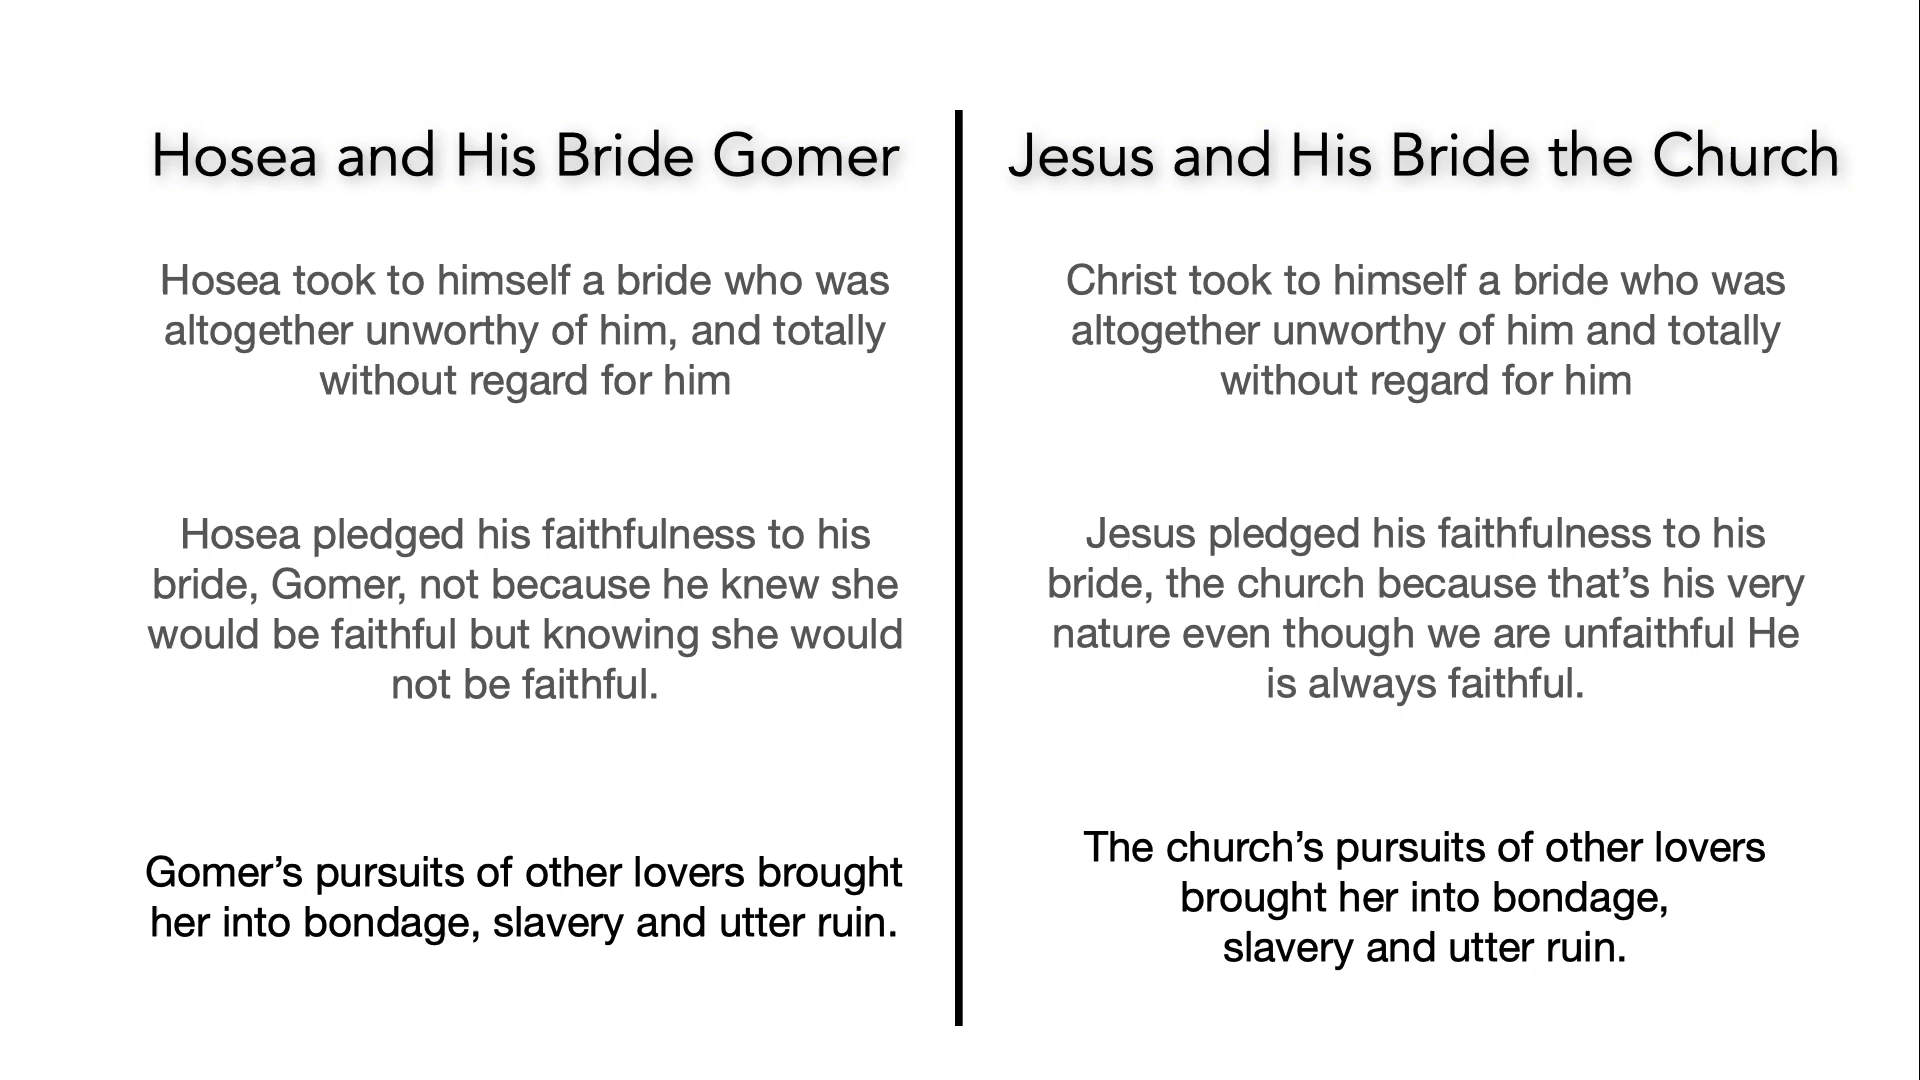 Hosea and His Bride Gomer
Hosea took to himself a bride who was
altogether unworthy of him, and totally
without regard for him
Hosea pledged his faithfulness to his
bride, Gomer, not because he knew she
would be faithful but knowing she would
not be faithful.
Gomer’s pursuits of other lovers brought
her into bondage, slavery and utter ruin.
Jesus and His Bride the Church
Christ took to himself a bride who was
altogether unworthy of him and totally
without regard for him
Jesus pledged his faithfulness to his
bride, the church because that’s his very
nature even though we are unfaithful He
is always faithful.
The church’s pursuits of other lovers
brought her into bondage,
slavery and utter ruin.